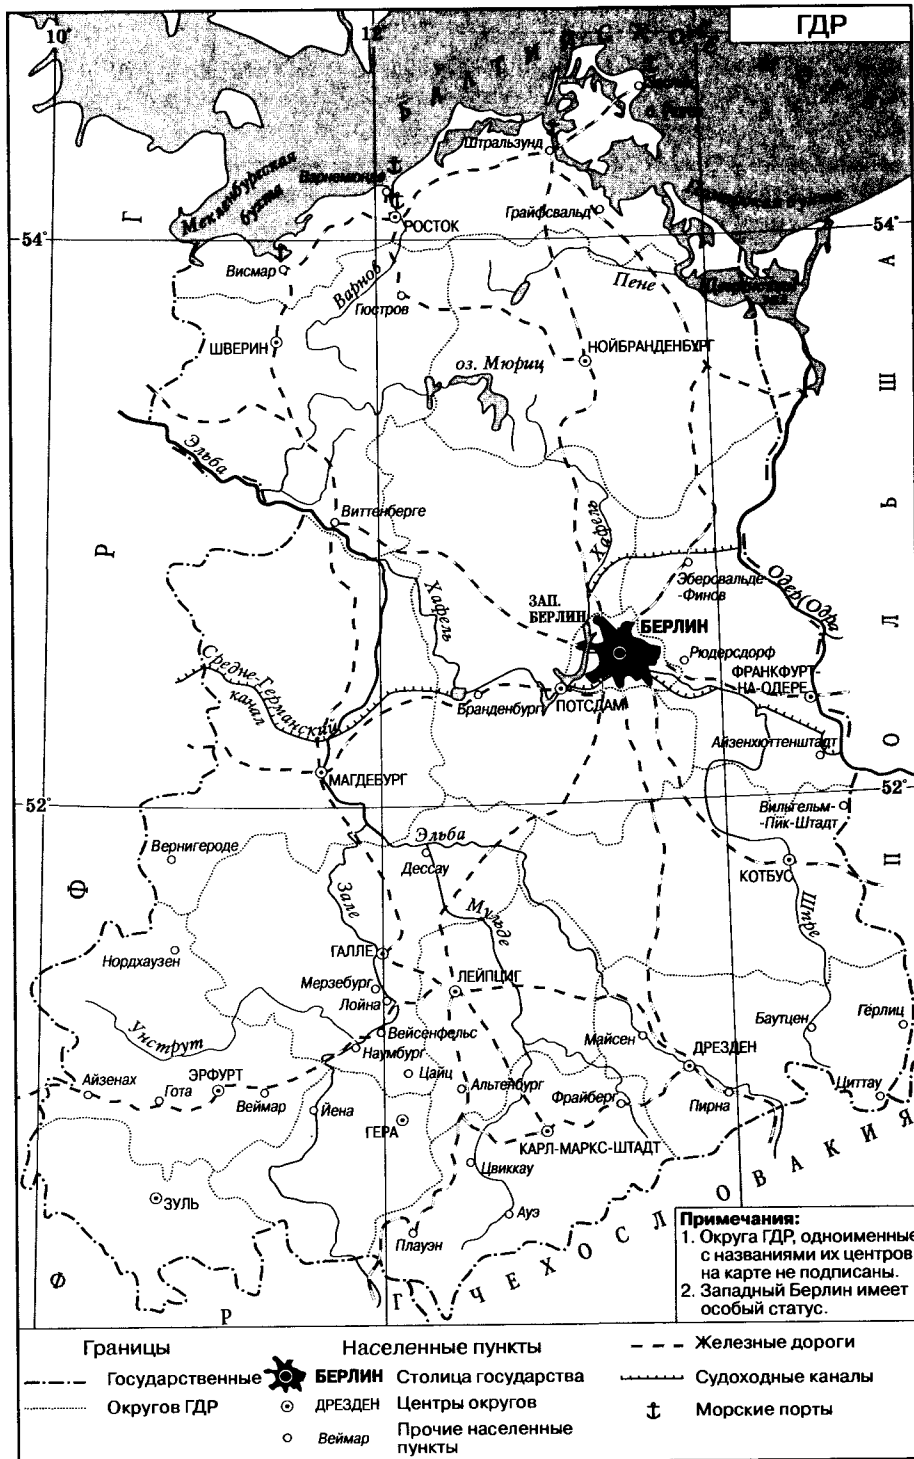 ГДР
10°
12°
Штральзунд
Варнемюнде
Мекленбургская
бухта
РОСТОК
Грайфсвальд
54°
Висмар
Варнов
Гюстров
Пене
ШВЕРИН
НОЙБРАНДЕНБУРГ
оз. Мюриц
Эльба
Виттенберге
Хафель
Хафель
Эберсвальде-
-Финов
Одер(Одра)
ЗАП.
БЕРЛИН
БЕРЛИН
Рюдерсдорф
Средне-Германский
канал
ФРАНКФУРТ-
НА-ОДЕРЕ
Бранденбург
ПОТСДАМ
Айзенхюттенштадт
МАГДЕБУРГ
52°
52°
Вильгельм-
-Пик-Штадт
Эльба
Вернигероде
Дессау
КОТБУС
Зале
Мульде
Шпре
ГАЛЛЕ
Нордхаузен
Мерзебург
ЛЕЙПЦИГ
Лойна
Унструт
Вейсенфельс
Наумбург
Майсен
Баутцен
Гёрлиц
ДРЕЗДЕН
Айзенах
ЭРФУРТ
Цайц
Гота
Веймар
Альтенбург
Фрайберг
Пирна
Циттау
Йена
ГЕРА
КАРЛ-МАРКС-ШТАДТ
Цвиккау
ЗУЛЬ
Ауэ
Плауэн
ПОЛЬША
ЧЕХОСЛОВАКИЯ
ФРГ
ФРГ
Примечания:
1. Округа ГДР, одноименные
с названиями их центров
на карте не подписаны.
2. Западный Берлин имеет
особый статус.
Границы
Государственные
Округов ГДР
Населенные пункты
БЕРЛИН Столица государства
ДРЕЗДЕН Центры округов
Веймар Прочие населенные
пункты
Железные дороги
Судоходные каналы
Морские порты